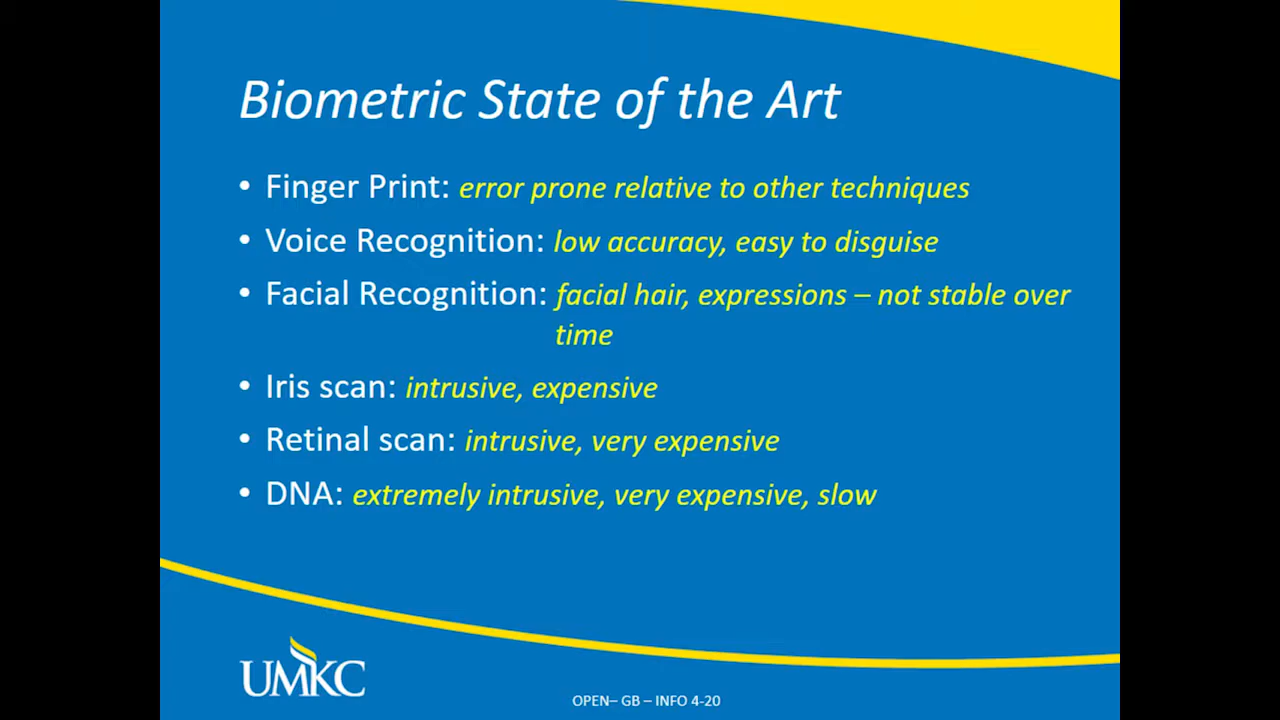 Biometric State of the Art
• Finger Print: error prone relative to other techniques
• Voice Recognition: low accuracy, easy to disguise
• Facial Recognition: facial hair, expressions – not stable over
time
• Iris scan: intrusive, expensive
• Retinal scan: intrusive, very expensive
• DNA: extremely intrusive, very expensive, slow
UMKC
OPEN– GB – INFO 4-20